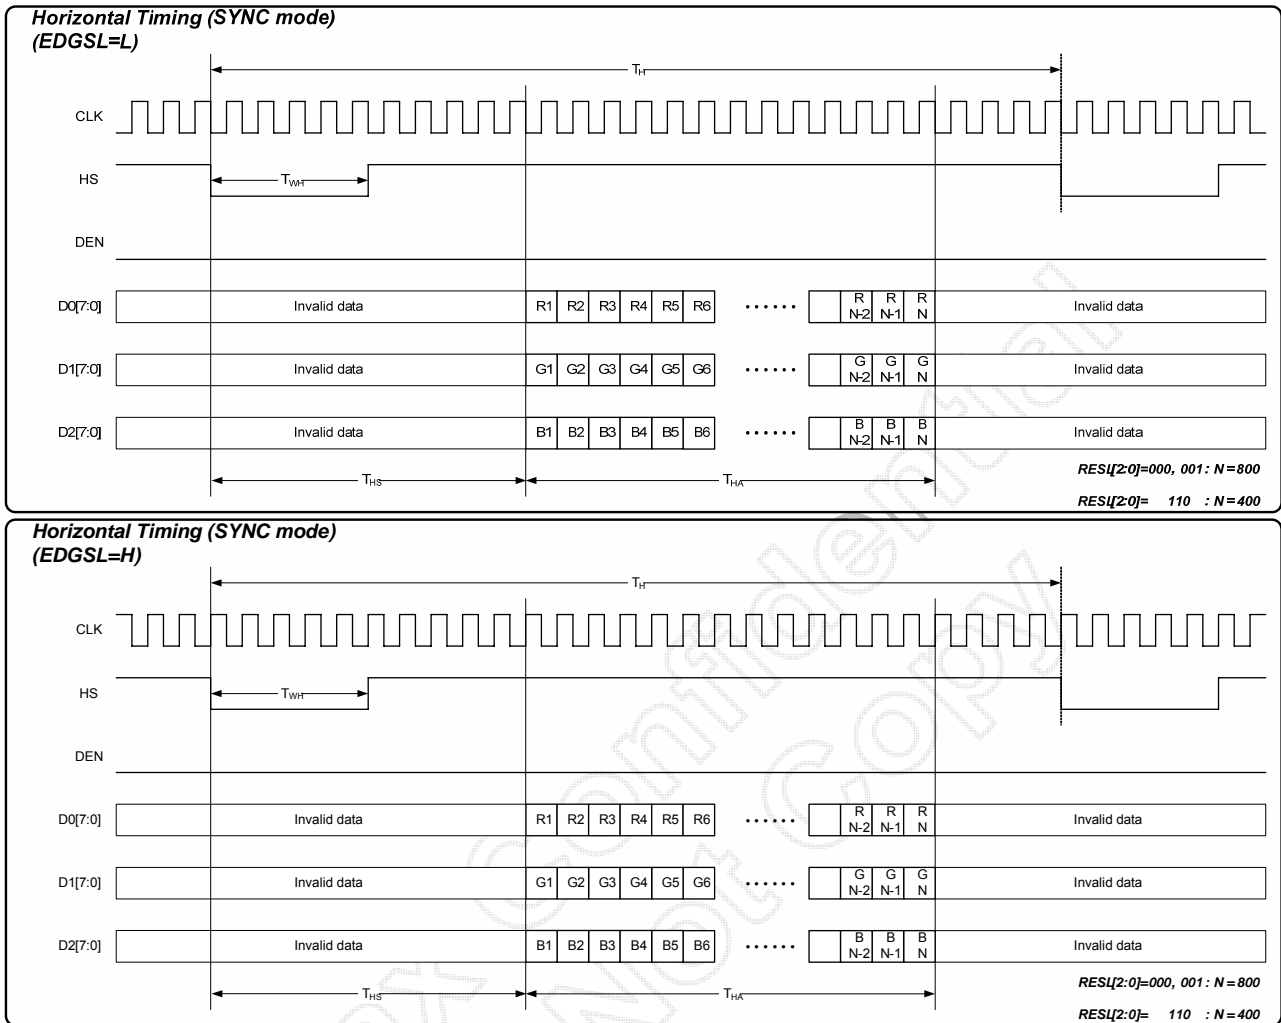 Horizontal Timing (SYNC mode)
(EDGSL=L)
TH
CLK
HS
TWH
DEN
D0[7:0] Invalid data R1 R2 R3 R4 R5 R6 ...... R N-2 R N-1 R N Invalid data
D1[7:0] Invalid data G1 G2 G3 G4 G5 G6 ...... G N-2 G N-1 G N Invalid data
D2[7:0] Invalid data B1 B2 B3 B4 B5 B6 ...... B N-2 B N-1 B N Invalid data
RESL[2:0]=000, 001 : N=800
THS THA
RESL[2:0]= 110 : N=400
Horizontal Timing (SYNC mode)
(EDGSL=H)
TH
CLK
HS
TWH
DEN
D0[7:0] Invalid data R1 R2 R3 R4 R5 R6 ...... R N-2 R N-1 R N Invalid data
D1[7:0] Invalid data G1 G2 G3 G4 G5 G6 ...... G N-2 G N-1 G N Invalid data
D2[7:0] Invalid data B1 B2 B3 B4 B5 B6 ...... B N-2 B N-1 B N Invalid data
RESL[2:0]=000, 001 : N=800
THS THA
RESL[2:0]= 110 : N=400
Confidential
Not Copy